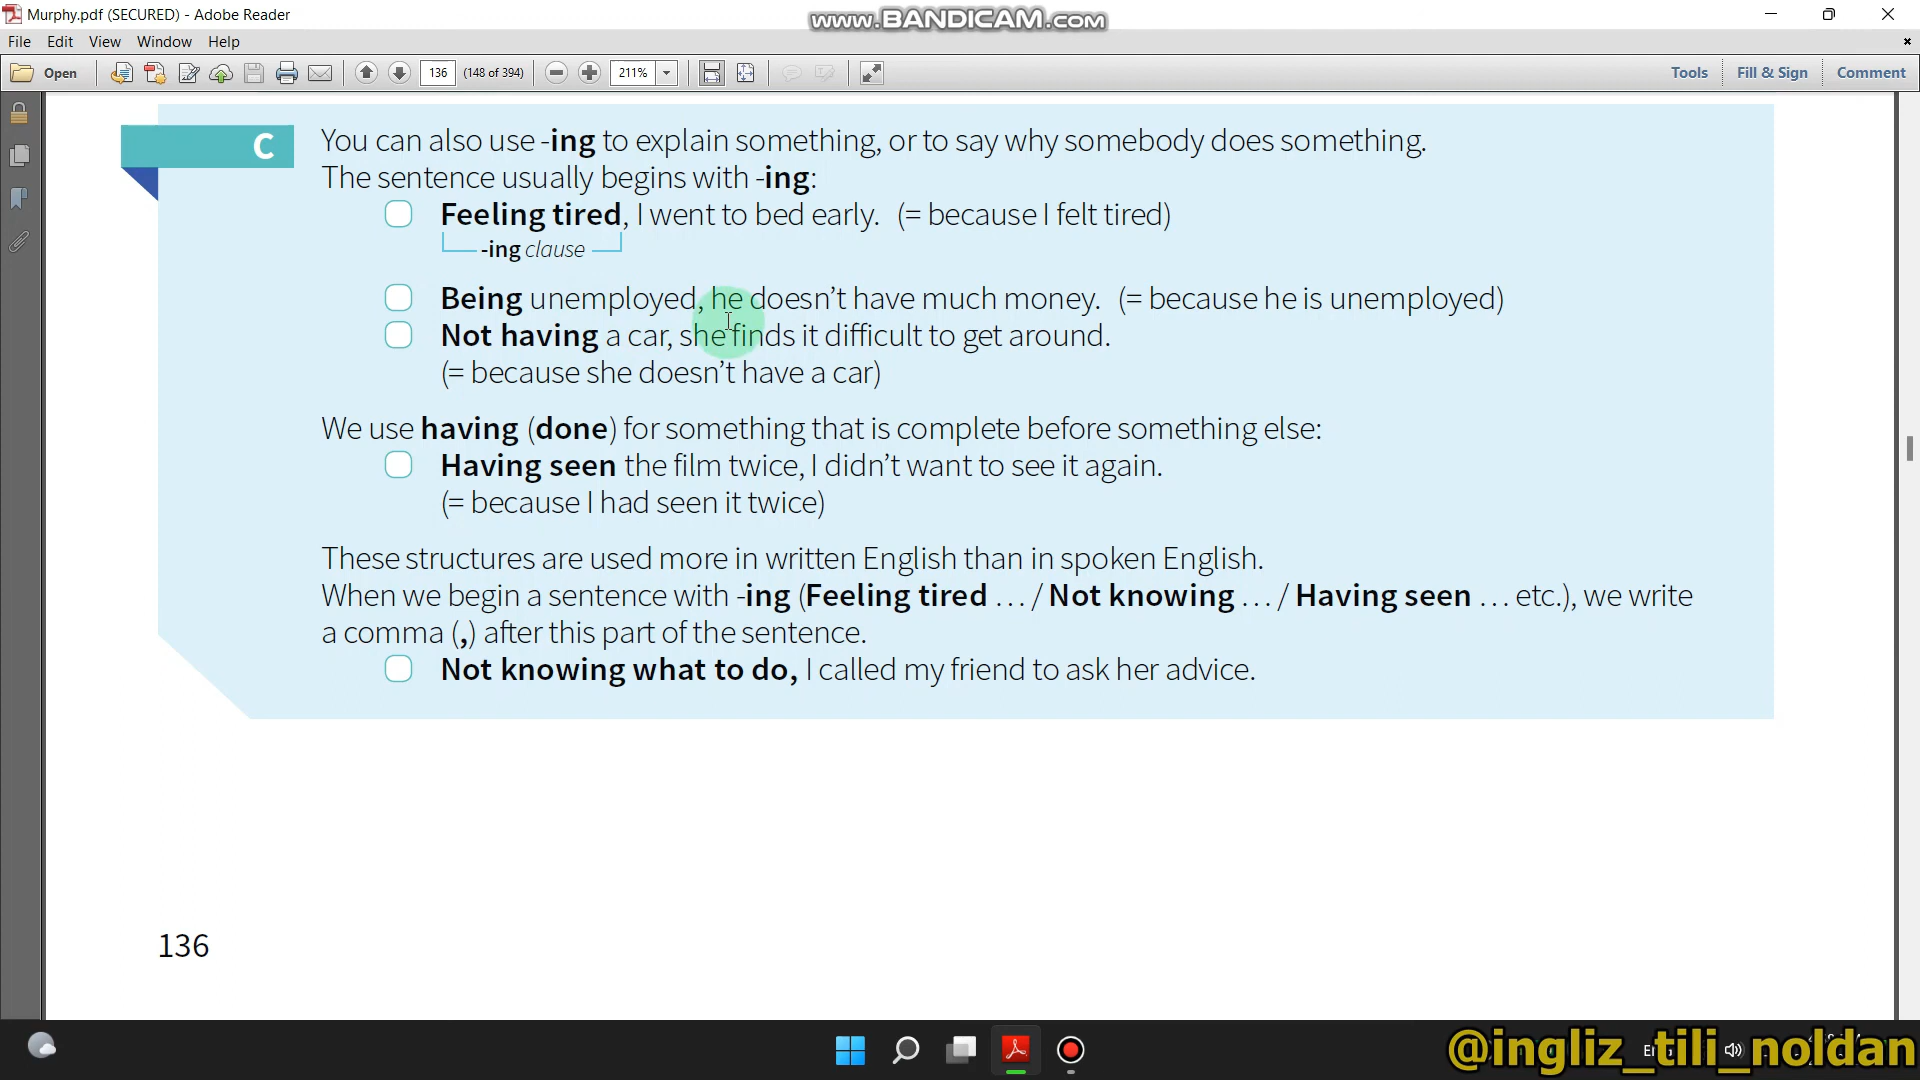 Murphy.pdf (SECURED) - Adobe Reader
www.BANDICAM.com
File Edit View Window Help
Open 136 (148 of 394) 211% Tools Fill & Sign Comment
C
You can also use -ing to explain something, or to say why somebody does something.
The sentence usually begins with -ing:
Feeling tired, I went to bed early. (= because I felt tired)
-ing clause
Being unemployed, he doesn't have much money. (= because he is unemployed)
Not having a car, she finds it difficult to get around.
(= because she doesn't have a car)
We use having (done) for something that is complete before something else:
Having seen the film twice, I didn't want to see it again.
(= because I had seen it twice)
These structures are used more in written English than in spoken English.
When we begin a sentence with -ing (Feeling tired … / Not knowing … / Having seen … etc.), we write
a comma (,) after this part of the sentence.
Not knowing what to do, I called my friend to ask her advice.
136
@ingliz_tili_noldan